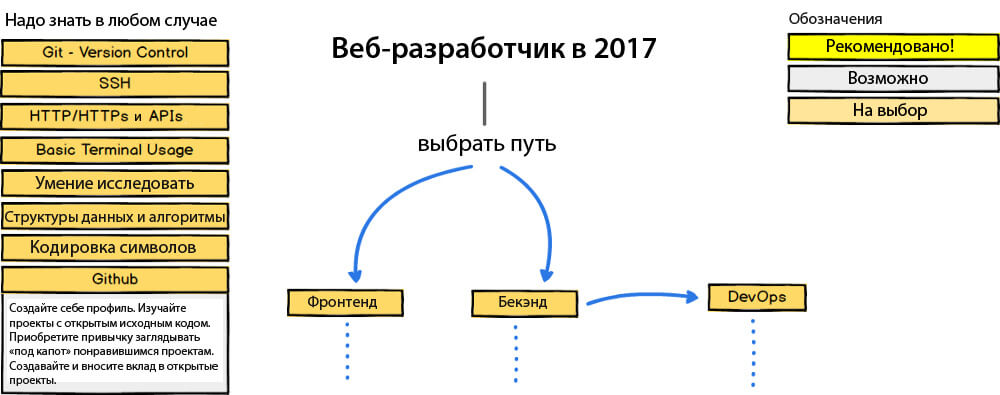 Надо знать в любом случае
Git - Version Control
SSH
HTTP/HTTPs и APIs
Basic Terminal Usage
Умение исследовать
Структуры данных и алгоритмы
Кодировка символов
Github
Создайте себе профиль. Изучайте
проекты с открытым исходным кодом.
Приобретите привычку заглядывать
«под капот» понравившимся проектам.
Создавайте и вносите вклад в открытые
проекты.
Веб-разработчик в 2017
выбрать путь
Фронтенд
Бекэнд
DevOps
Обозначения
Рекомендовано!
Возможно
На выбор